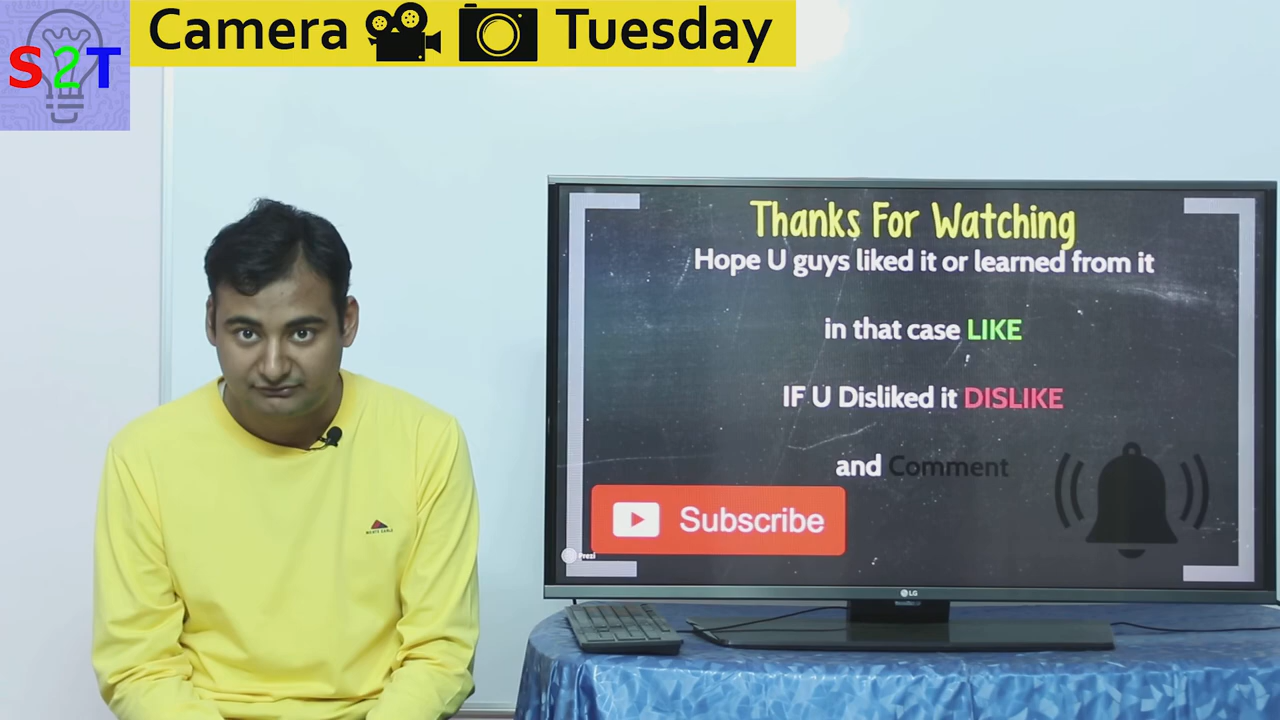 S2T
Camera Tuesday
Thanks For Watching
Hope U guys liked it or learned from it
in that case LIKE
IF U Disliked it DISLIKE
and Comment
Subscribe
Prezi
LG